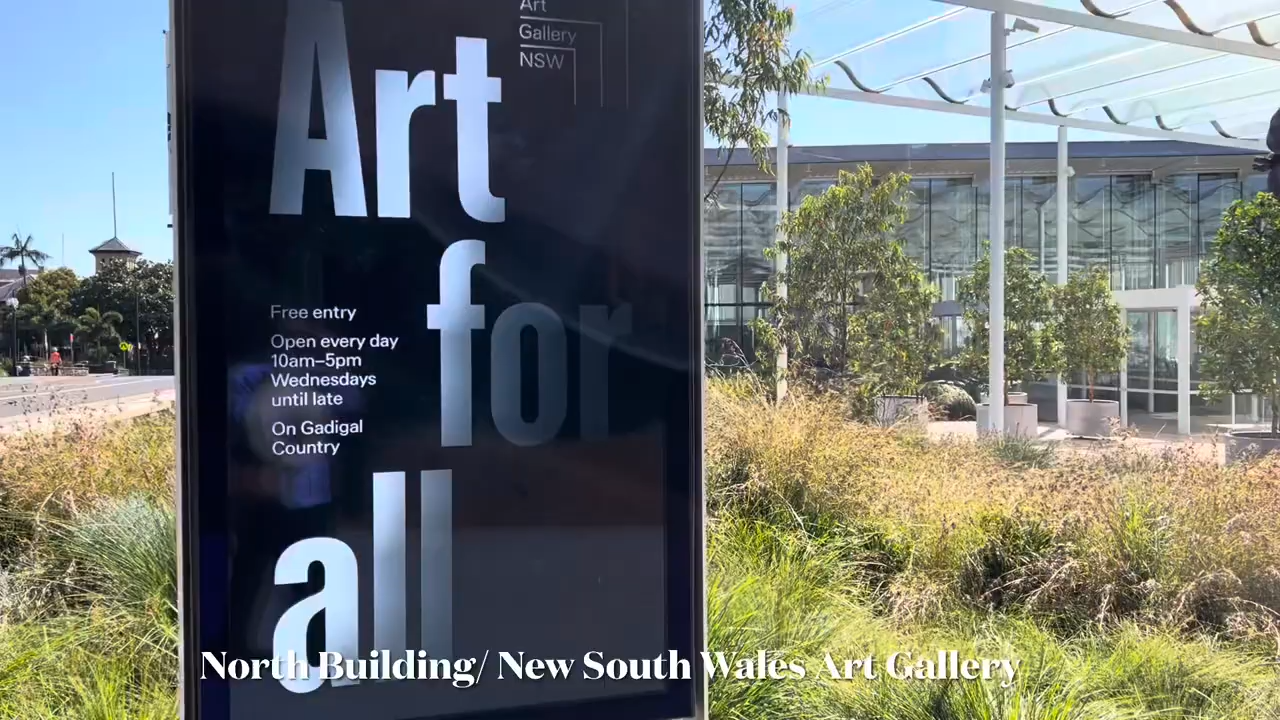 Art
Gallery
NSW
Art
for
all
Free entry
Open every day
10am–5pm
Wednesdays
until late
On Gadigal
Country
North Building/ New South Wales Art Gallery